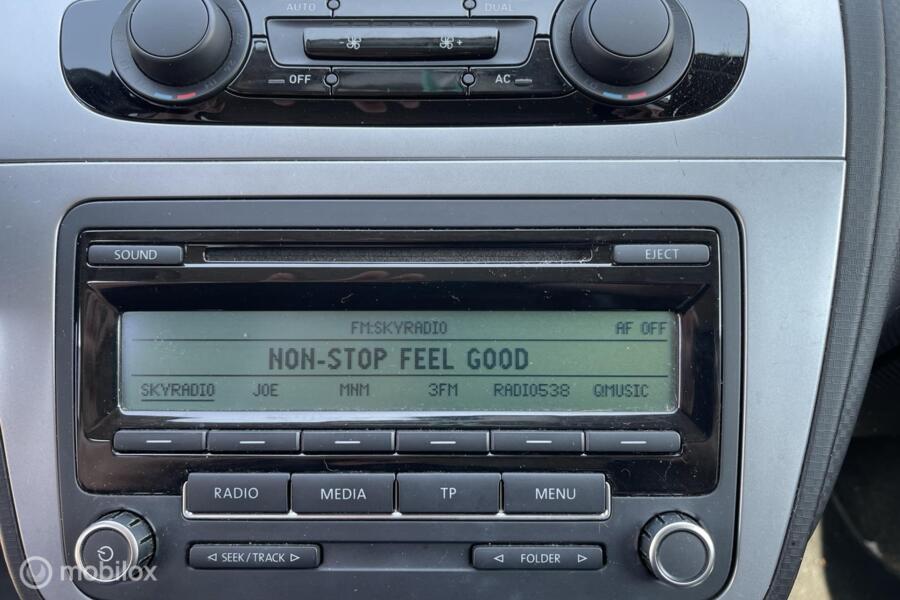 AUTO DUAL
- +
OFF AC
SOUND EJECT
FM:SKYRADIO AF OFF
NON-STOP FEEL GOOD
SKYRADIO JOE MNM 3FM RADIO538 Q!MUSIC
RADIO MEDIA TP MENU
SEEK/TRACK FOLDER
mobilox